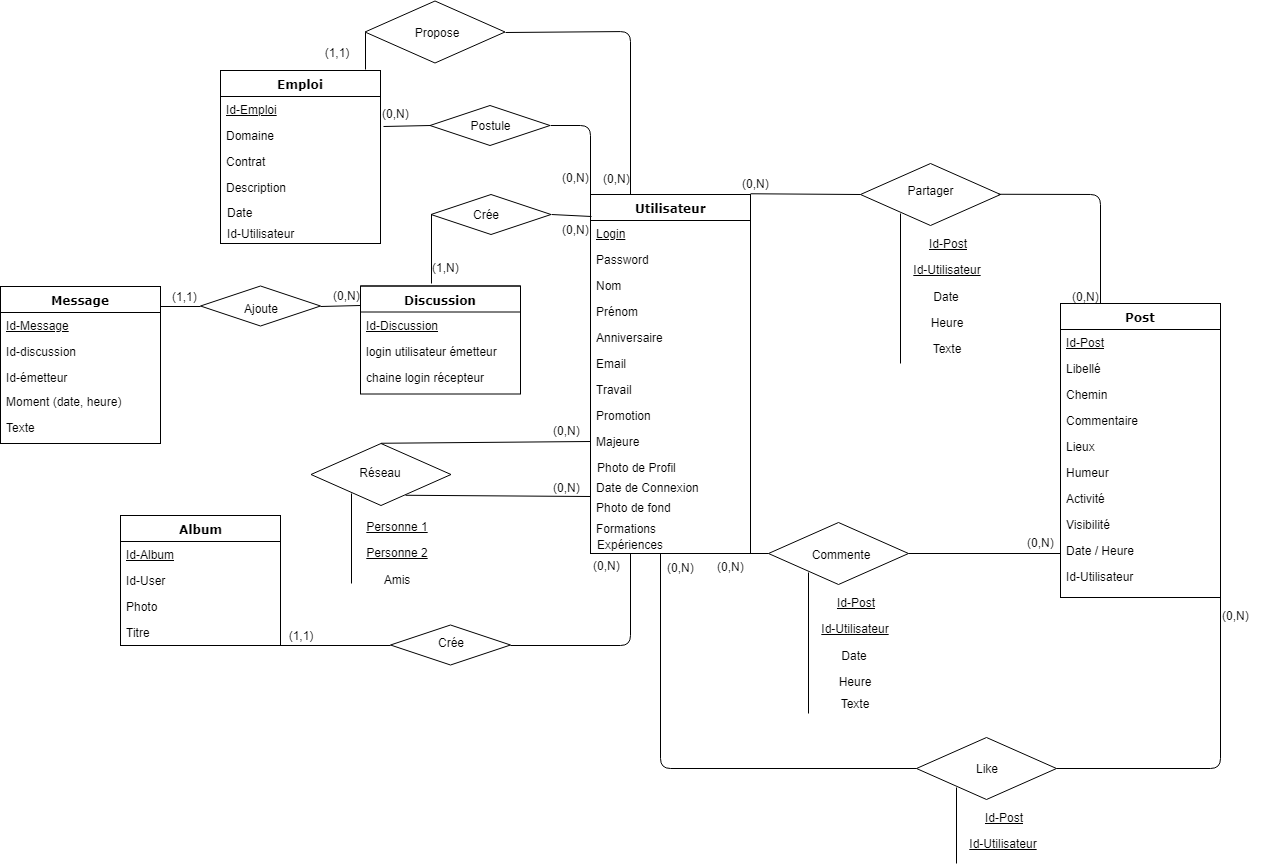 Propose
(1,1)
Emploi
Id-Emploi
Domaine
Contrat
Description
Date
Id-Utilisateur
(0,N)
Postule
(0,N)
(0,N)
Crée
(0,N)
(1,N)
Utilisateur
Login
Password
Nom
Prénom
Anniversaire
Email
Travail
Promotion
Majeure
Photo de Profil
Date de Connexion
Photo de fond
Formations
Expériences
(0,N)
Partager
Id-Post
Id-Utilisateur
Date
Heure
Texte
(0,N)
Post
Id-Post
Libellé
Chemin
Commentaire
Lieux
Humeur
Activité
Visibilité
Date / Heure
Id-Utilisateur
Message
Id-Message
Id-discussion
Id-émetteur
Moment (date, heure)
Texte
(1,1)
Ajoute
(0,N)
Discussion
Id-Discussion
login utilisateur émetteur
chaine login récepteur
(0,N)
Réseau
(0,N)
Personne 1
Personne 2
Amis
Album
Id-Album
Id-User
Photo
Titre
(1,1)
Crée
(0,N)
(0,N)
(0,N)
Commente
(0,N)
Id-Post
Id-Utilisateur
Date
Heure
Texte
(0,N)
Like
Id-Post
Id-Utilisateur